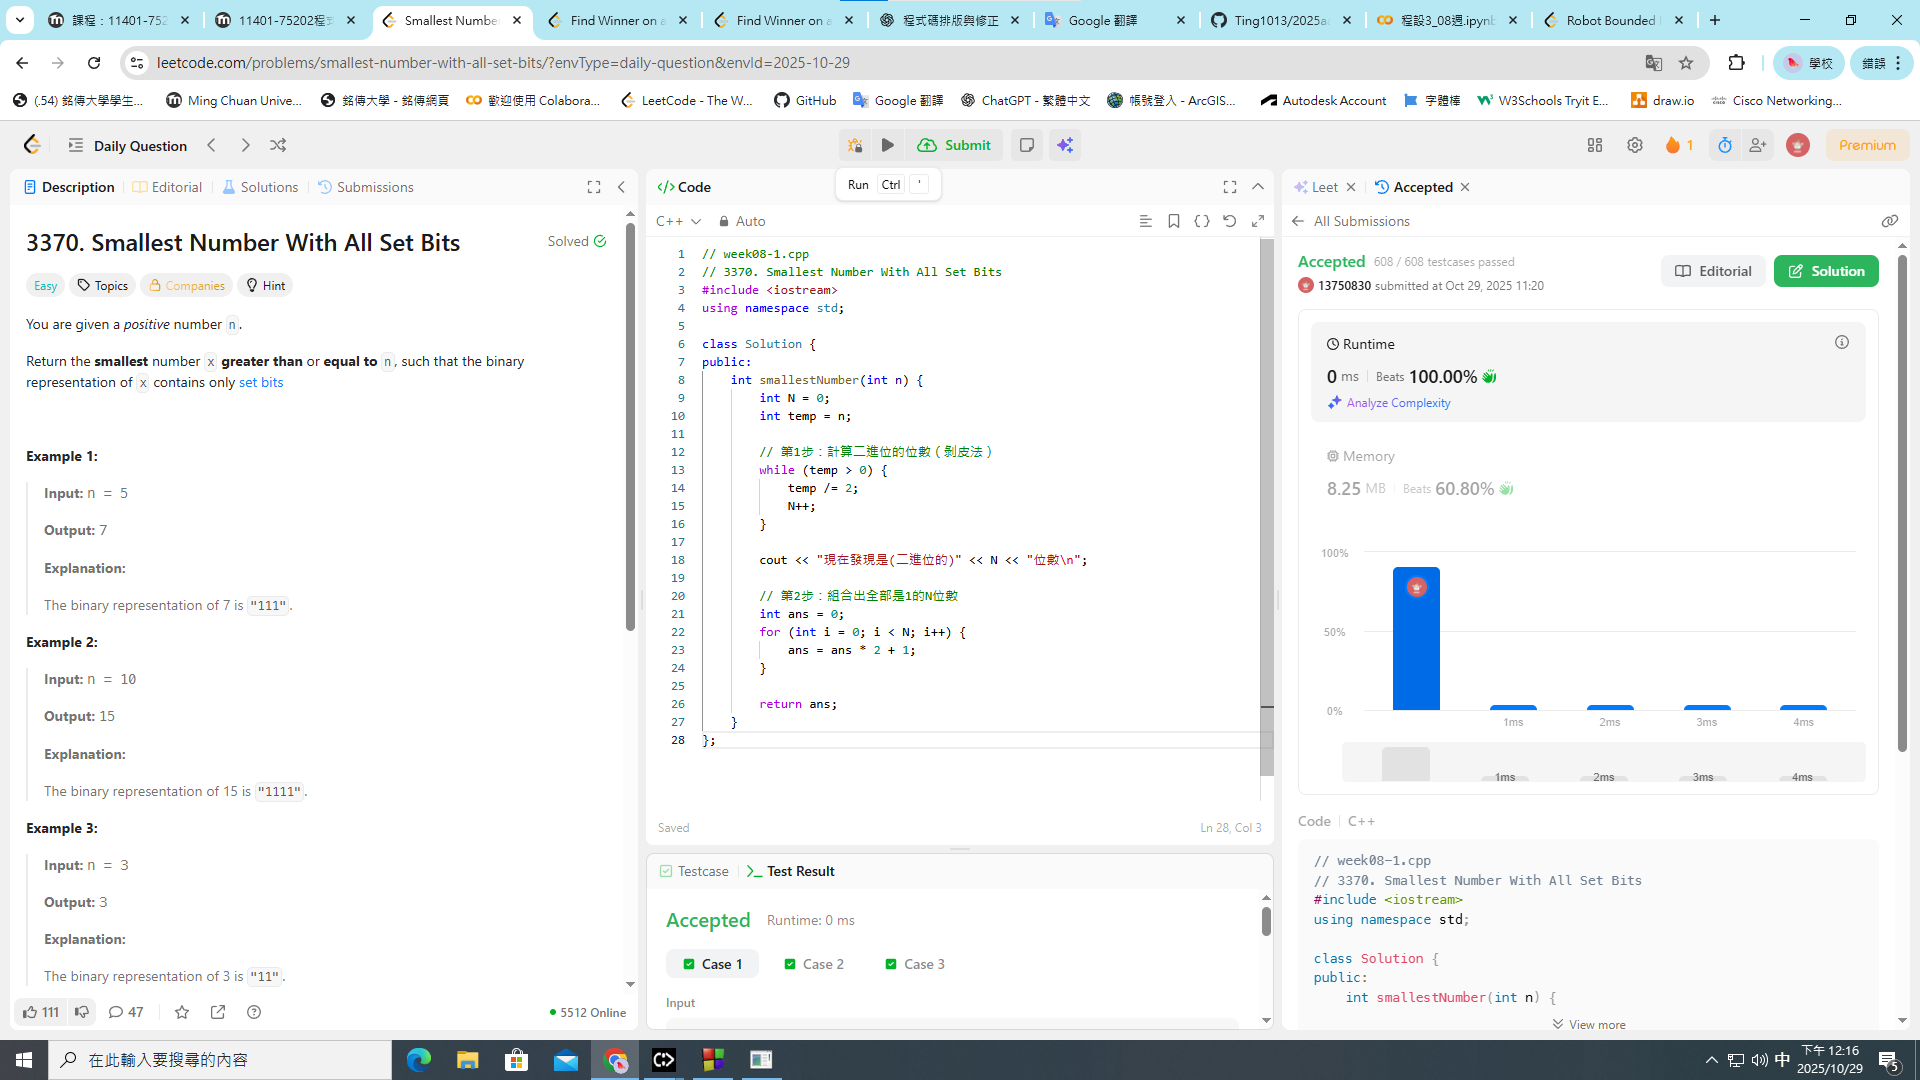 課程：11401-752
11401-75202程式
Smallest Number
Find Winner on a
Find Winner on a
程式碼排版與修正
Google 翻譯
Ting1013/2025a
程設3_08週.ipynb
Robot Bounded
leetcode.com/problems/smallest-number-with-all-set-bits/?envType=daily-question&envId=2025-10-29
學校
錯誤
(.54) 銘傳大學學生...
Ming Chuan Unive...
銘傳大學 - 銘傳網頁
歡迎使用 Colabora...
LeetCode - The W...
GitHub
Google 翻譯
ChatGPT - 繁體中文
帳號登入 - ArcGIS...
Autodesk Account
字體棒
W3Schools Tryit E...
draw.io
Cisco Networking...
Daily Question
Submit
1
Premium
Description
Editorial
Solutions
Submissions
3370. Smallest Number With All Set Bits
Solved
Easy
Topics
Companies
Hint
You are given a positive number n.
Return the smallest number x greater than or equal to n, such that the binary
representation of x contains only set bits
Example 1:
Input: n = 5
Output: 7
Explanation:
The binary representation of 7 is "111".
Example 2:
Input: n = 10
Output: 15
Explanation:
The binary representation of 15 is "1111".
Example 3:
Input: n = 3
Output: 3
Explanation:
The binary representation of 3 is "11".
111
47
5512 Online
Code
Run Ctrl '
C++
Auto
1 // week08-1.cpp
2 // 3370. Smallest Number With All Set Bits
3 #include <iostream>
4 using namespace std;
5
6 class Solution {
7 public:
8 int smallestNumber(int n) {
9 int N = 0;
10 int temp = n;
11
12 // 第1步：計算二進位的位數（剝皮法）
13 while (temp > 0) {
14 temp /= 2;
15 N++;
16 }
17
18 cout << "現在發現是(二進位的)" << N << "位數\n";
19
20 // 第2步：組合出全部是1的N位數
21 int ans = 0;
22 for (int i = 0; i < N; i++) {
23 ans = ans * 2 + 1;
24 }
25
26 return ans;
27 }
28 };
Saved
Ln 28, Col 3
Testcase
Test Result
Accepted
Runtime: 0 ms
Case 1
Case 2
Case 3
Input
Leet
Accepted
All Submissions
Accepted
608 / 608 testcases passed
13750830 submitted at Oct 29, 2025 11:20
Editorial
Solution
Runtime
0 ms
Beats 100.00%
Analyze Complexity
Memory
8.25 MB
Beats 60.80%
100%
50%
0%
1ms
2ms
3ms
4ms
1ms
2ms
3ms
4ms
Code
C++
// week08-1.cpp
// 3370. Smallest Number With All Set Bits
#include <iostream>
using namespace std;
class Solution {
public:
int smallestNumber(int n) {
View more
在此輸入要搜尋的內容
中
下午 12:16
2025/10/29
5